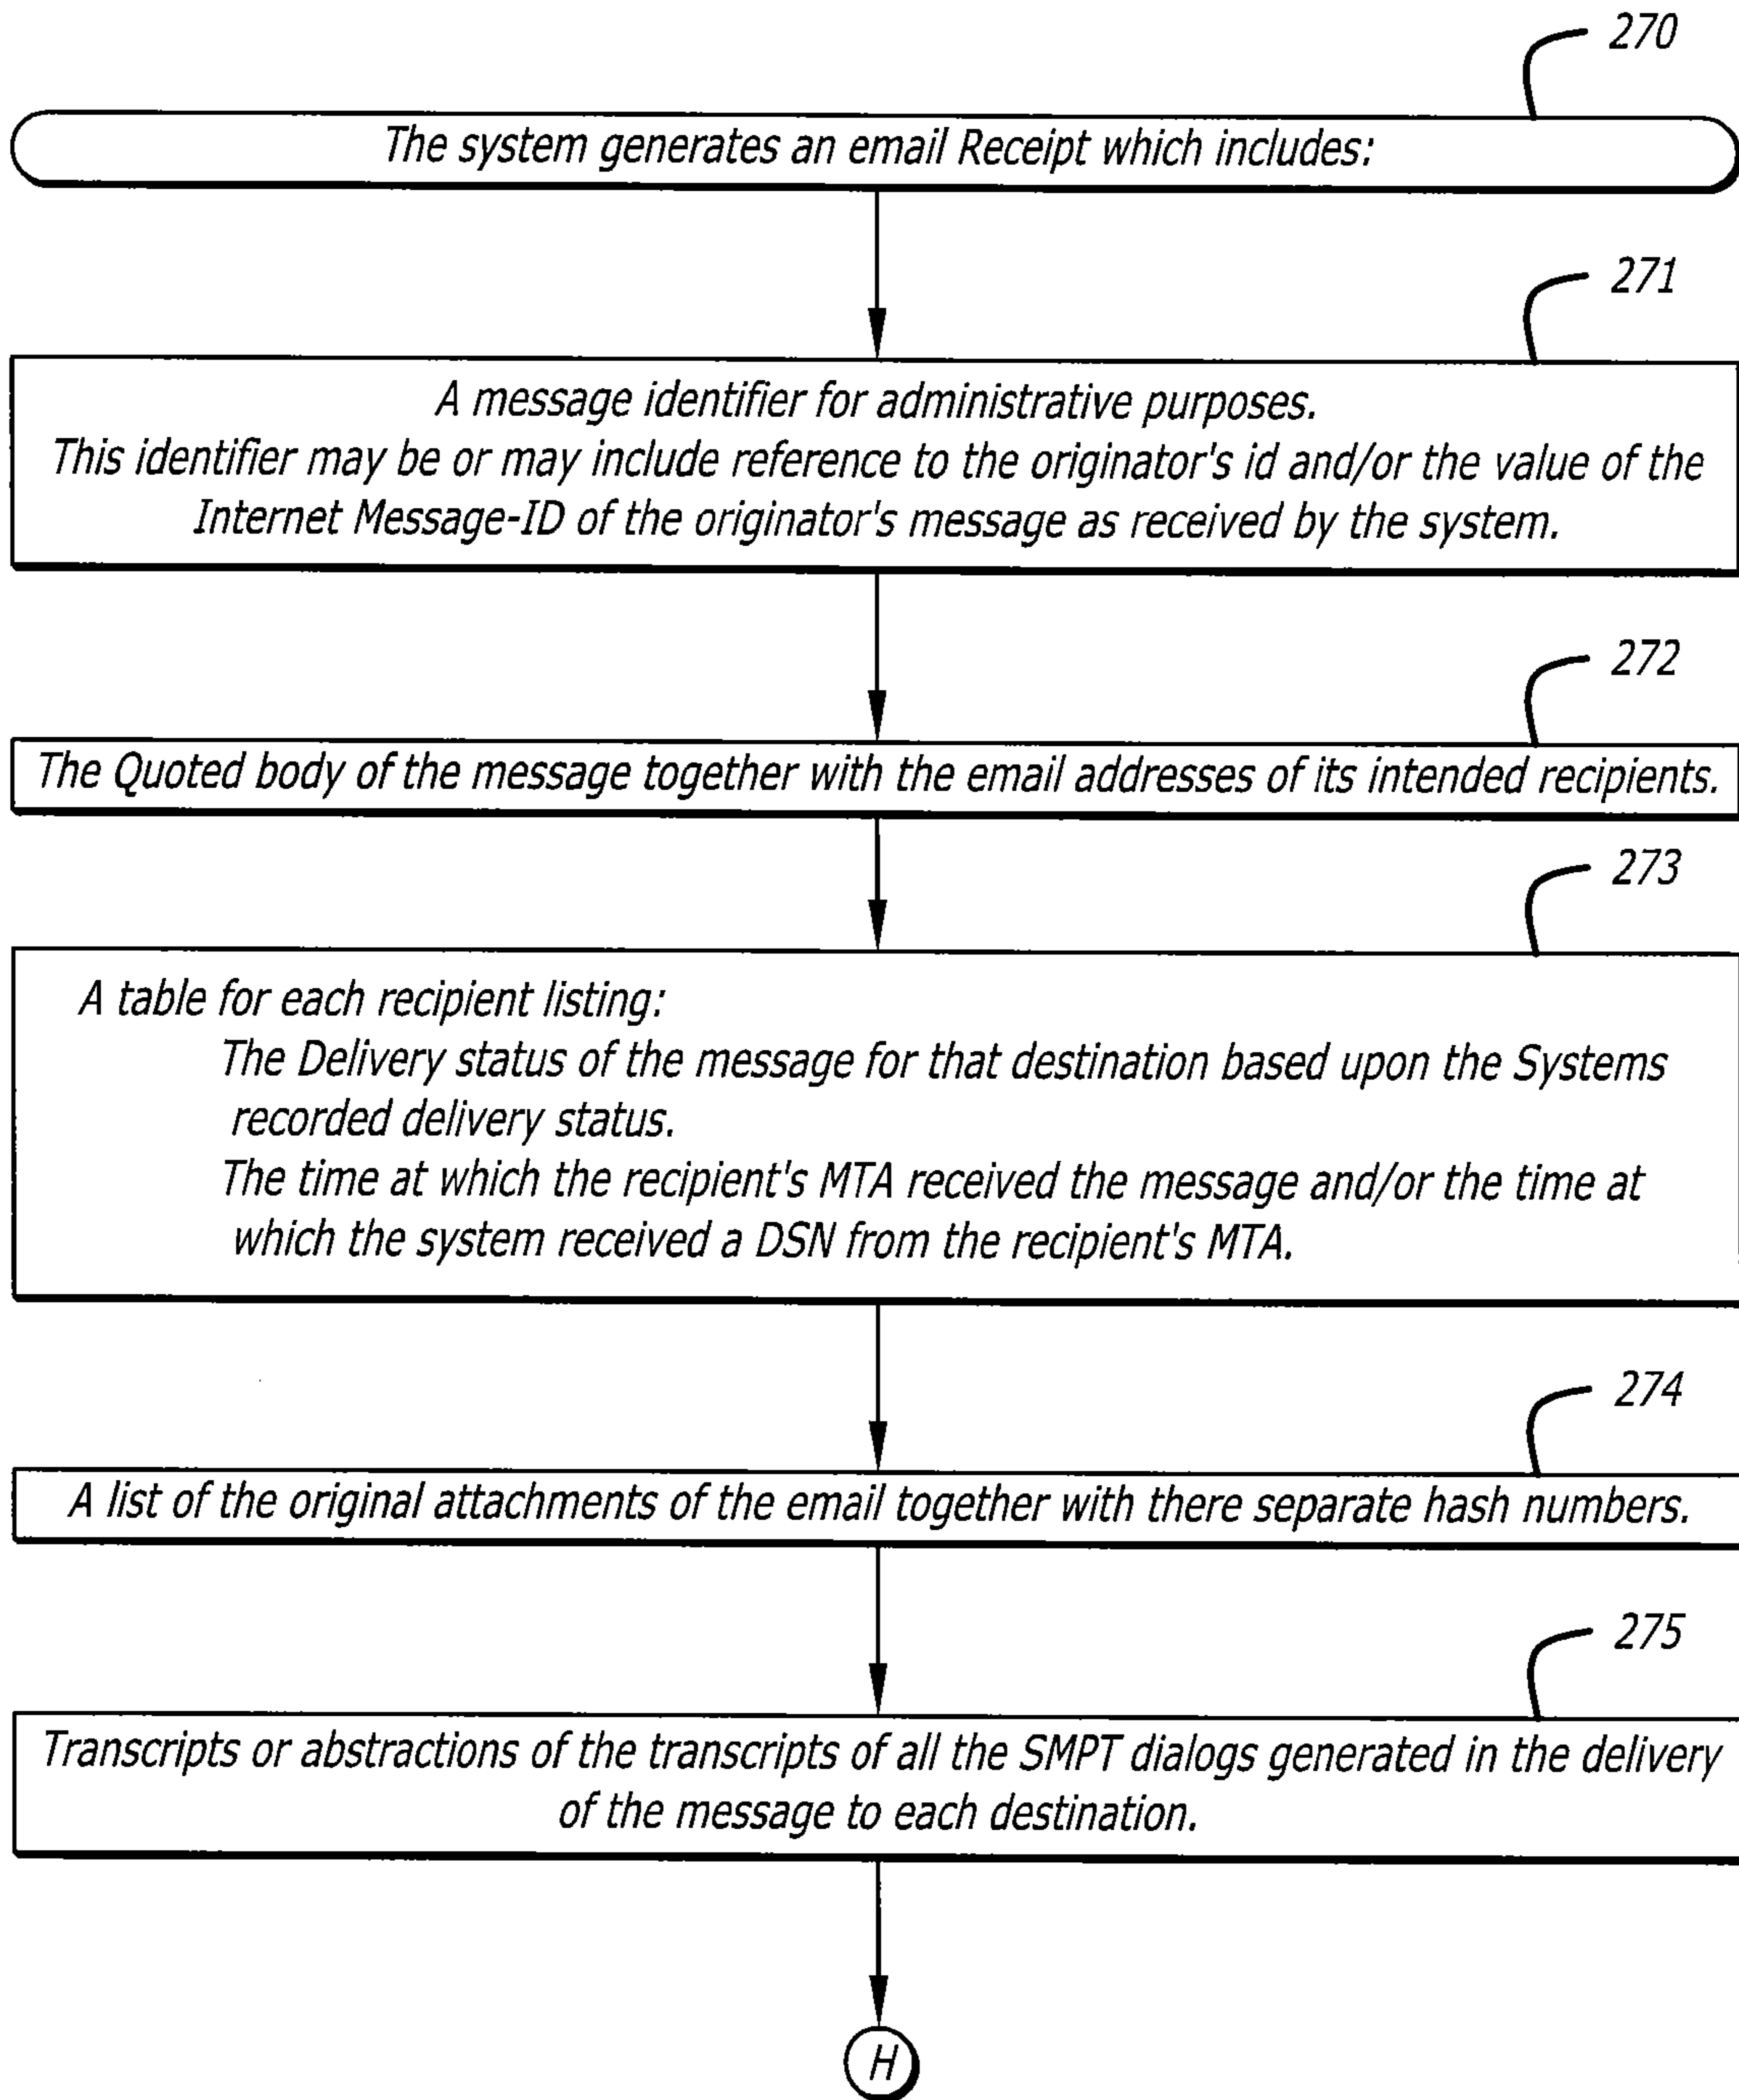 270
The system generates an email Receipt which includes:
271
A message identifier for administrative purposes.
This identifier may be or may include reference to the originator's id and/or the value of the
Internet Message-ID of the originator's message as received by the system.
272
The Quoted body of the message together with the email addresses of its intended recipients.
273
A table for each recipient listing:
The Delivery status of the message for that destination based upon the Systems
recorded delivery status.
The time at which the recipient's MTA received the message and/or the time at
which the system received a DSN from the recipient's MTA.
274
A list of the original attachments of the email together with there separate hash numbers.
275
Transcripts or abstractions of the transcripts of all the SMPT dialogs generated in the delivery
of the message to each destination.
H